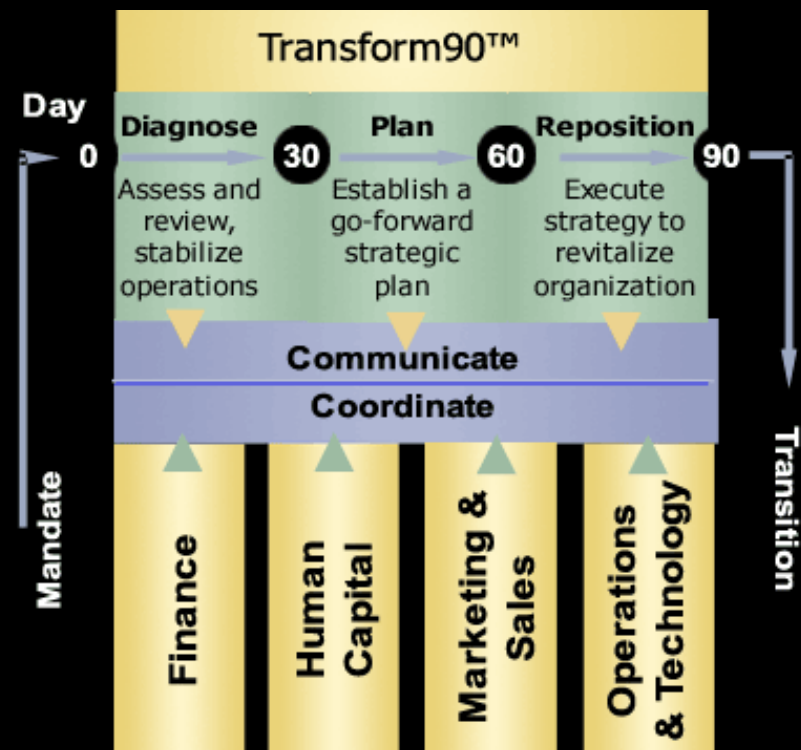 Transform90™
Day
Diagnose
Plan
Reposition
0
30
60
90
Assess and
review,
stabilize
operations
Establish a
go-forward
strategic
plan
Execute
strategy to
revitalize
organization
Communicate
Coordinate
Mandate
Finance
Human
Capital
Marketing &
Sales
Operations
& Technology
Transition